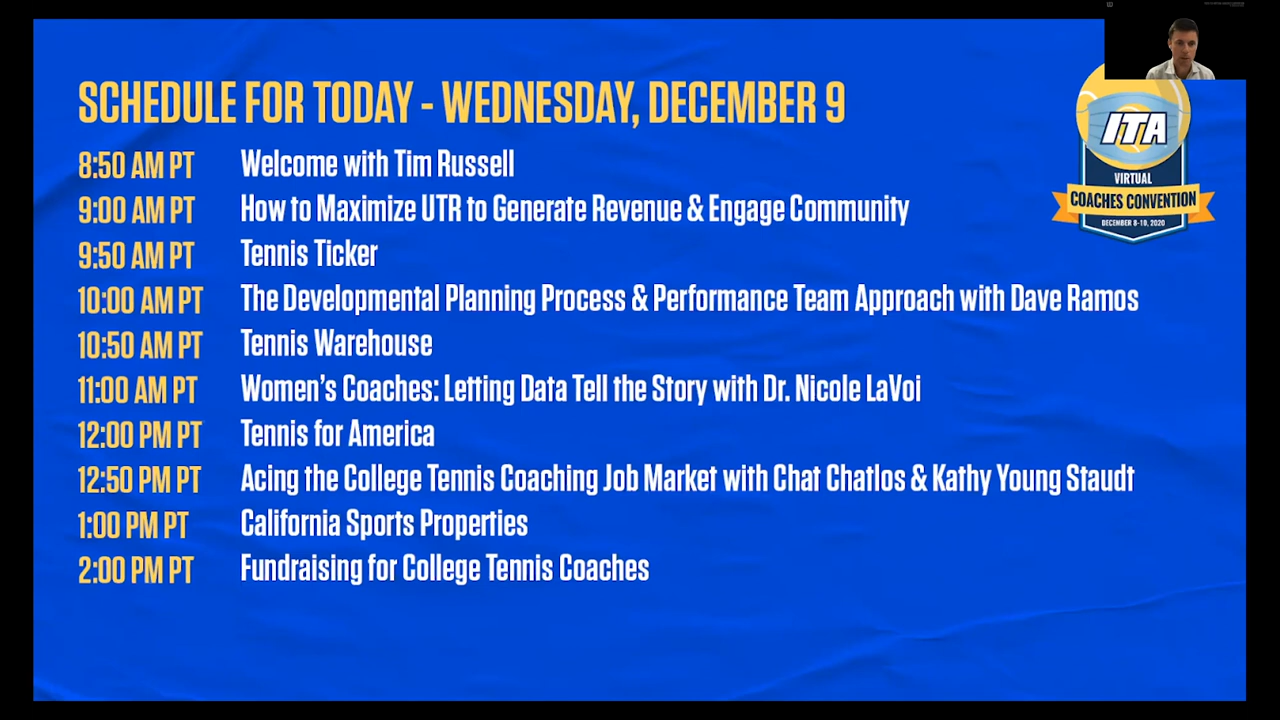 SCHEDULE FOR TODAY - WEDNESDAY, DECEMBER 9
8:50 AM PT Welcome with Tim Russell
9:00 AM PT How to Maximize UTR to Generate Revenue & Engage Community
9:50 AM PT Tennis Ticker
10:00 AM PT The Developmental Planning Process & Performance Team Approach with Dave Ramos
10:50 AM PT Tennis Warehouse
11:00 AM PT Women's Coaches: Letting Data Tell the Story with Dr. Nicole LaVoi
12:00 PM PT Tennis for America
12:50 PM PT Acing the College Tennis Coaching Job Market with Chat Chatlos & Kathy Young Staudt
1:00 PM PT California Sports Properties
2:00 PM PT Fundraising for College Tennis Coaches
ITA
VIRTUAL
COACHES CONVENTION
DECEMBER 8-10, 2020